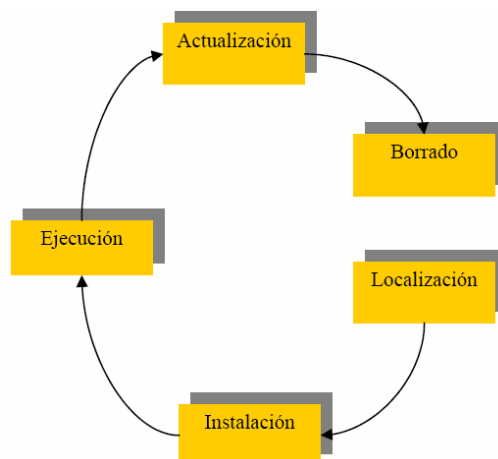 Actualización
Borrado
Ejecución
Localización
Instalación